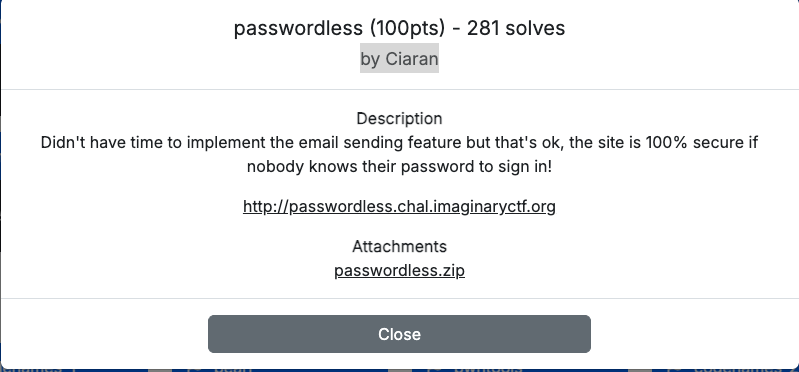 passwordless (100pts) - 281 solves
by Ciaran
Description
Didn't have time to implement the email sending feature but that's ok, the site is 100% secure if
nobody knows their password to sign in!
http://passwordless.chal.imaginaryctf.org
Attachments
passwordless.zip
Close